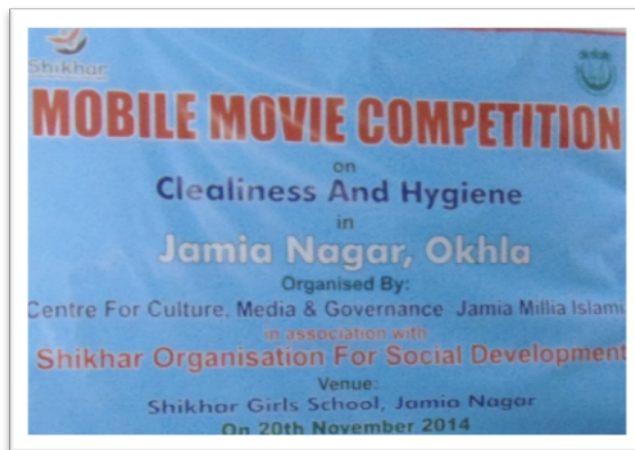 Shikhar
MOBILE MOVIE COMPETITION
on
Clealiness And Hygiene
in
Jamia Nagar, Okhla
Organised By:
Centre For Culture, Media & Governance Jamia Millia Islami
in association with
Shikhar Organisation For Social Development
Venue:
Shikhar Girls School, Jamia Nagar
On 20th November 2014